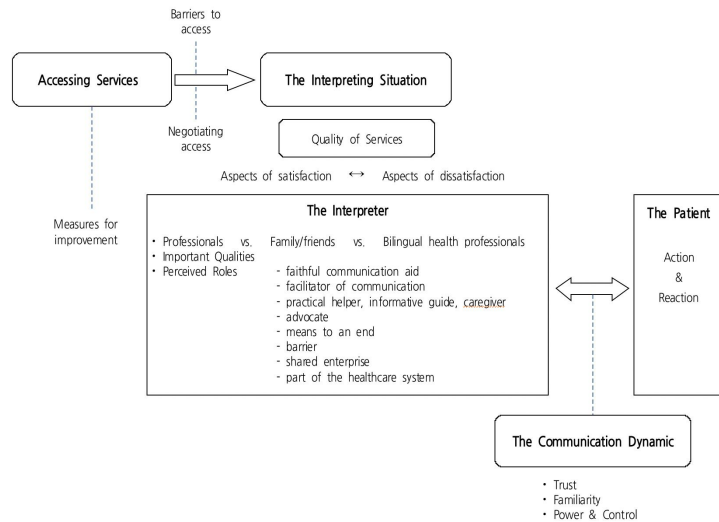 Barriers to
access
Accessing Services
The Interpreting Situation
Negotiating
access
Quality of Services
Aspects of satisfaction ↔ Aspects of dissatisfaction
Measures for
improvement
The Interpreter
• Professionals vs. Family/friends vs. Bilingual health professionals
• Important Qualities
• Perceived Roles
- faithful communication aid
- facilitator of communication
- practical helper, informative guide, caregiver
- advocate
- means to an end
- barrier
- shared enterprise
- part of the healthcare system
The Patient
Action
&
Reaction
The Communication Dynamic
• Trust
• Familiarity
• Power & Control